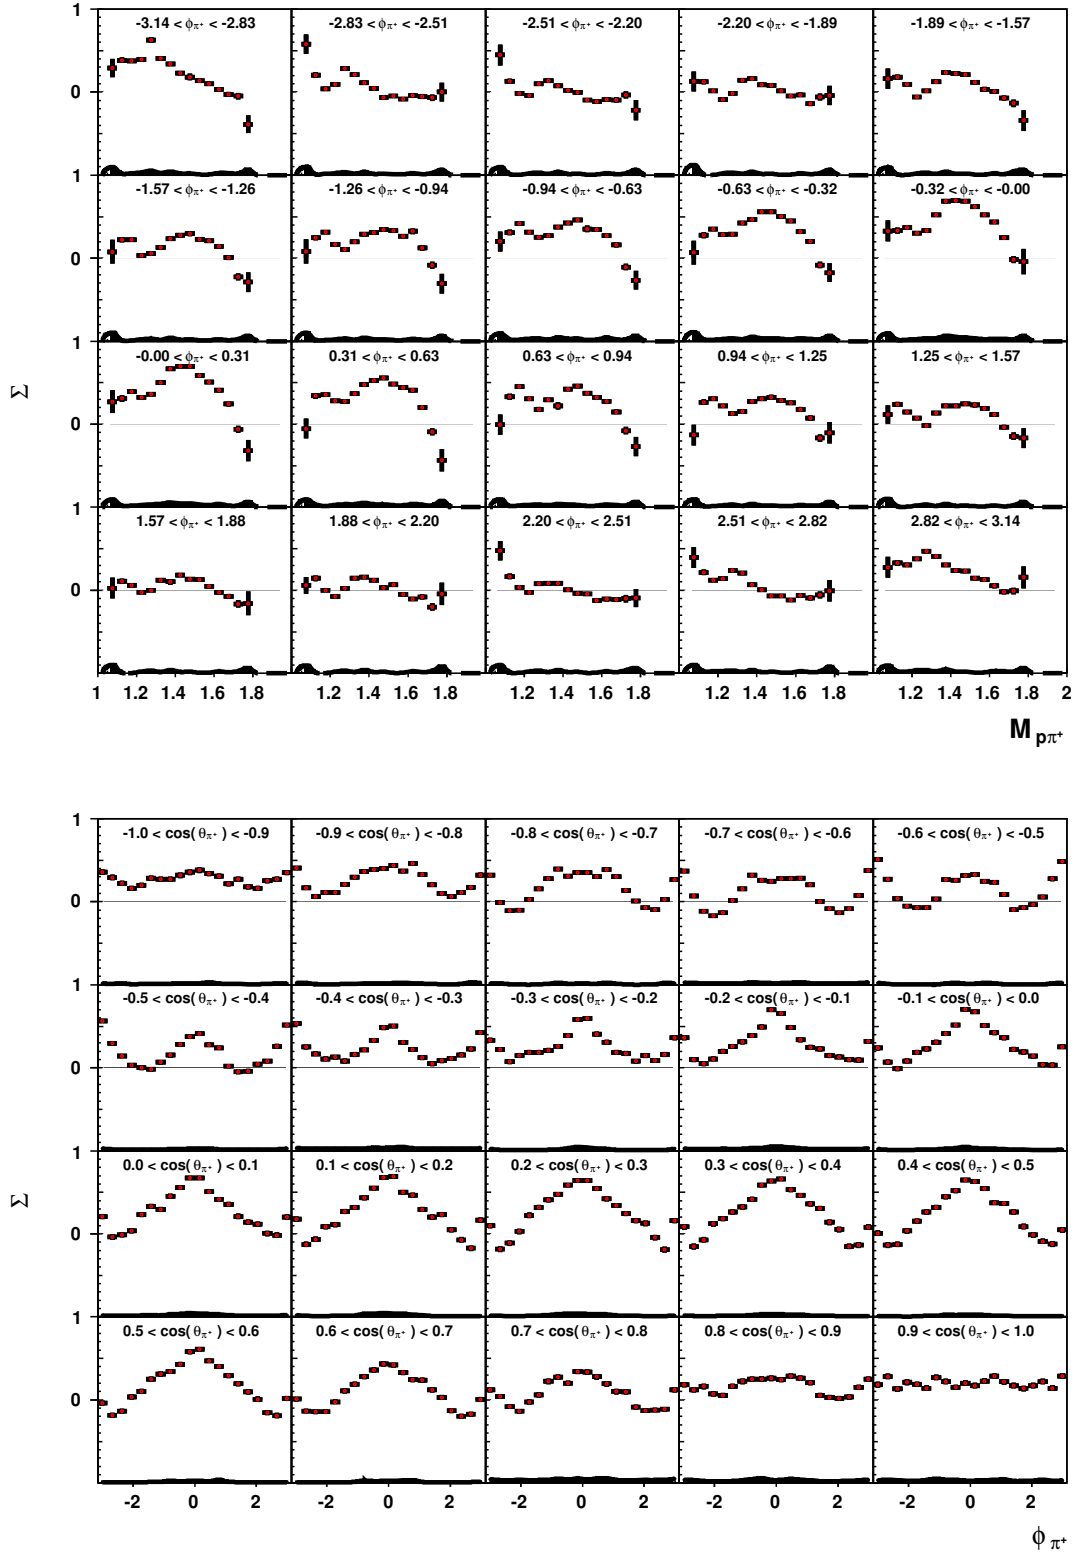 1
-3.14 < ϕπ+ < -2.83
-2.83 < ϕπ+ < -2.51
-2.51 < ϕπ+ < -2.20
-2.20 < ϕπ+ < -1.89
-1.89 < ϕπ+ < -1.57
0
1
-1.57 < ϕπ+ < -1.26
-1.26 < ϕπ+ < -0.94
-0.94 < ϕπ+ < -0.63
-0.63 < ϕπ+ < -0.32
-0.32 < ϕπ+ < -0.00
0
1
-0.00 < ϕπ+ < 0.31
0.31 < ϕπ+ < 0.63
0.63 < ϕπ+ < 0.94
0.94 < ϕπ+ < 1.25
1.25 < ϕπ+ < 1.57
Σ
0
1
1.57 < ϕπ+ < 1.88
1.88 < ϕπ+ < 2.20
2.20 < ϕπ+ < 2.51
2.51 < ϕπ+ < 2.82
2.82 < ϕπ+ < 3.14
0
1 1.2 1.4 1.6 1.8 1.2 1.4 1.6 1.8 1.2 1.4 1.6 1.8 1.2 1.4 1.6 1.8 1.2 1.4 1.6 1.8 2
M pπ+
1
-1.0 < cos(θπ+) < -0.9
-0.9 < cos(θπ+) < -0.8
-0.8 < cos(θπ+) < -0.7
-0.7 < cos(θπ+) < -0.6
-0.6 < cos(θπ+) < -0.5
0
1
-0.5 < cos(θπ+) < -0.4
-0.4 < cos(θπ+) < -0.3
-0.3 < cos(θπ+) < -0.2
-0.2 < cos(θπ+) < -0.1
-0.1 < cos(θπ+) < 0.0
0
1
0.0 < cos(θπ+) < 0.1
0.1 < cos(θπ+) < 0.2
0.2 < cos(θπ+) < 0.3
0.3 < cos(θπ+) < 0.4
0.4 < cos(θπ+) < 0.5
Σ
0
1
0.5 < cos(θπ+) < 0.6
0.6 < cos(θπ+) < 0.7
0.7 < cos(θπ+) < 0.8
0.8 < cos(θπ+) < 0.9
0.9 < cos(θπ+) < 1.0
0
-2 0 2 -2 0 2 -2 0 2 -2 0 2 -2 0 2
ϕ π+